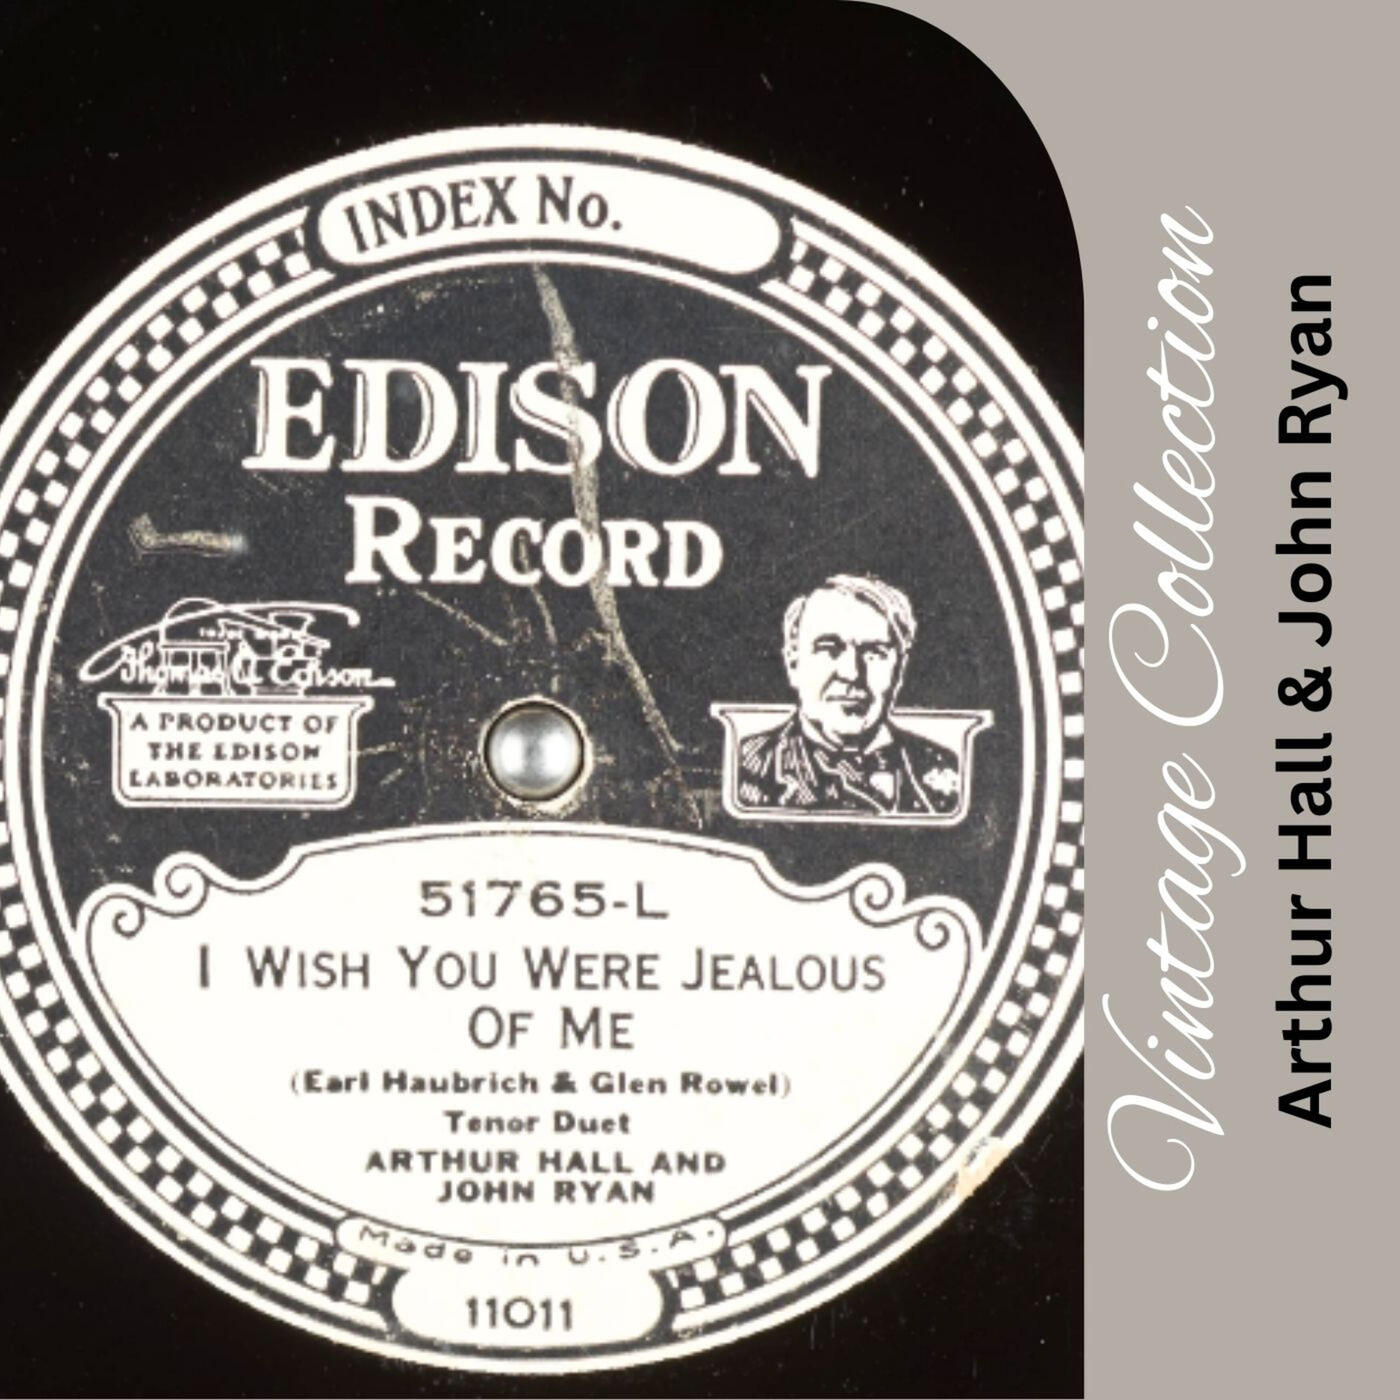 INDEX No.
EDISON
RECORD
Thomas A Edison
A PRODUCT OF
THE EDISON
LABORATORIES
51765-L
I WISH YOU WERE JEALOUS
OF ME
(Earl Haubrich & Glen Rowel)
Tenor Duet
ARTHUR HALL AND
JOHN RYAN
Made in U.S.A.
11011
Vintage Collection
Arthur Hall & John Ryan